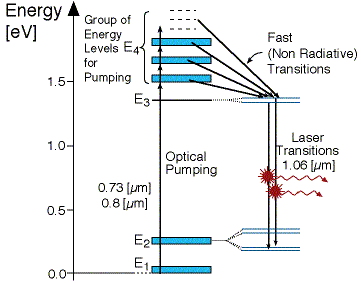 Energy
[eV]
Group of
Energy
Levels E4
for
Pumping
Fast
(Non Radiative)
Transitions
1.5
E3
Laser
Transitions
1.06 [µm]
1.0
Optical
Pumping
0.73 [µm]
0.8 [µm]
0.5
E2
E1
0.0